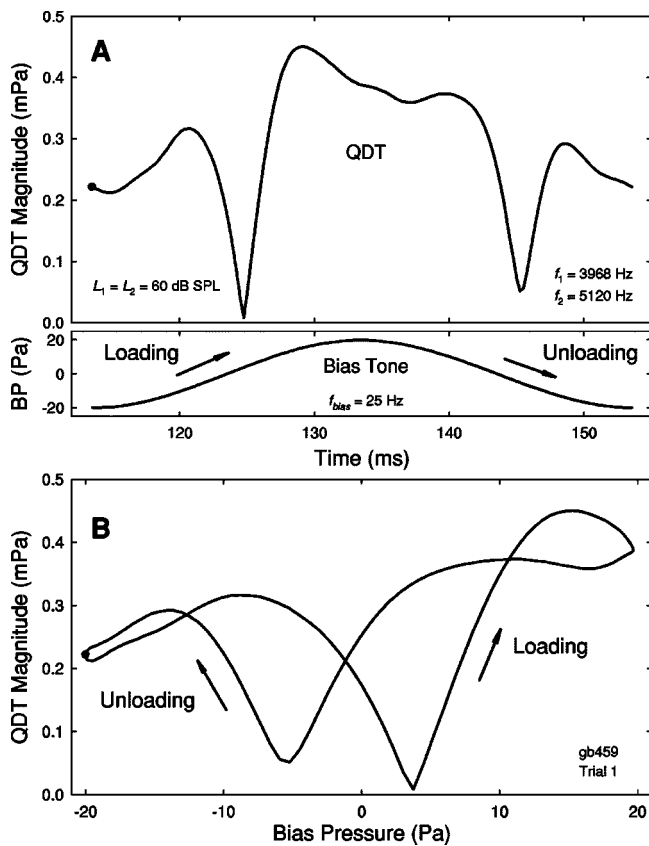 A
QDT Magnitude (mPa)
0.5
0.4
0.3
0.2
0.1
0.0
QDT
L1 = L2 = 60 dB SPL
f1 = 3968 Hz
f2 = 5120 Hz
BP (Pa)
20
0
-20
Loading
Bias Tone
Unloading
fbias = 25 Hz
120
130
140
150
Time (ms)
B
QDT Magnitude (mPa)
0.5
0.4
0.3
0.2
0.1
0.0
Unloading
Loading
gb459
Trial 1
-20
-10
0
10
20
Bias Pressure (Pa)